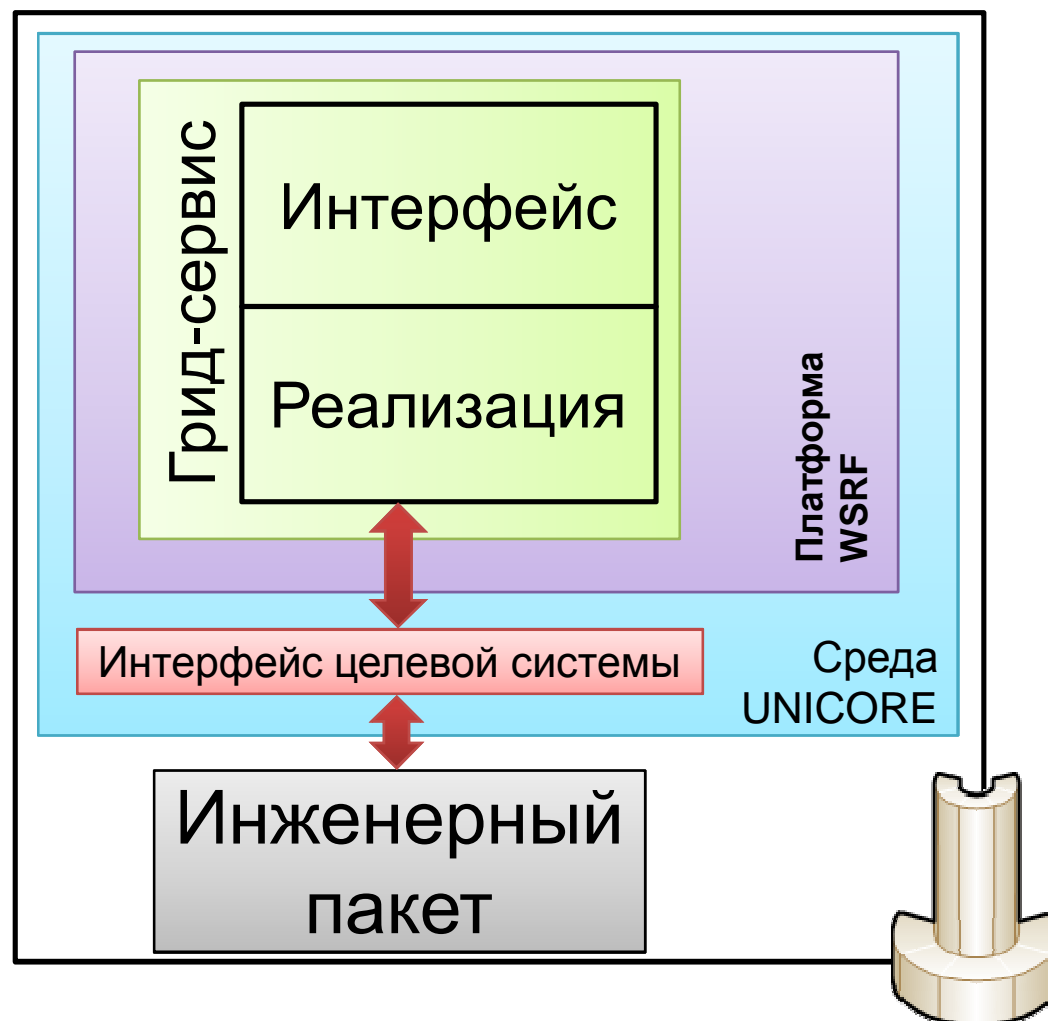 Грид-сервис
Интерфейс
Реализация
Платформа
WSRF
Интерфейс целевой системы
Среда
UNICORE
Инженерный
пакет